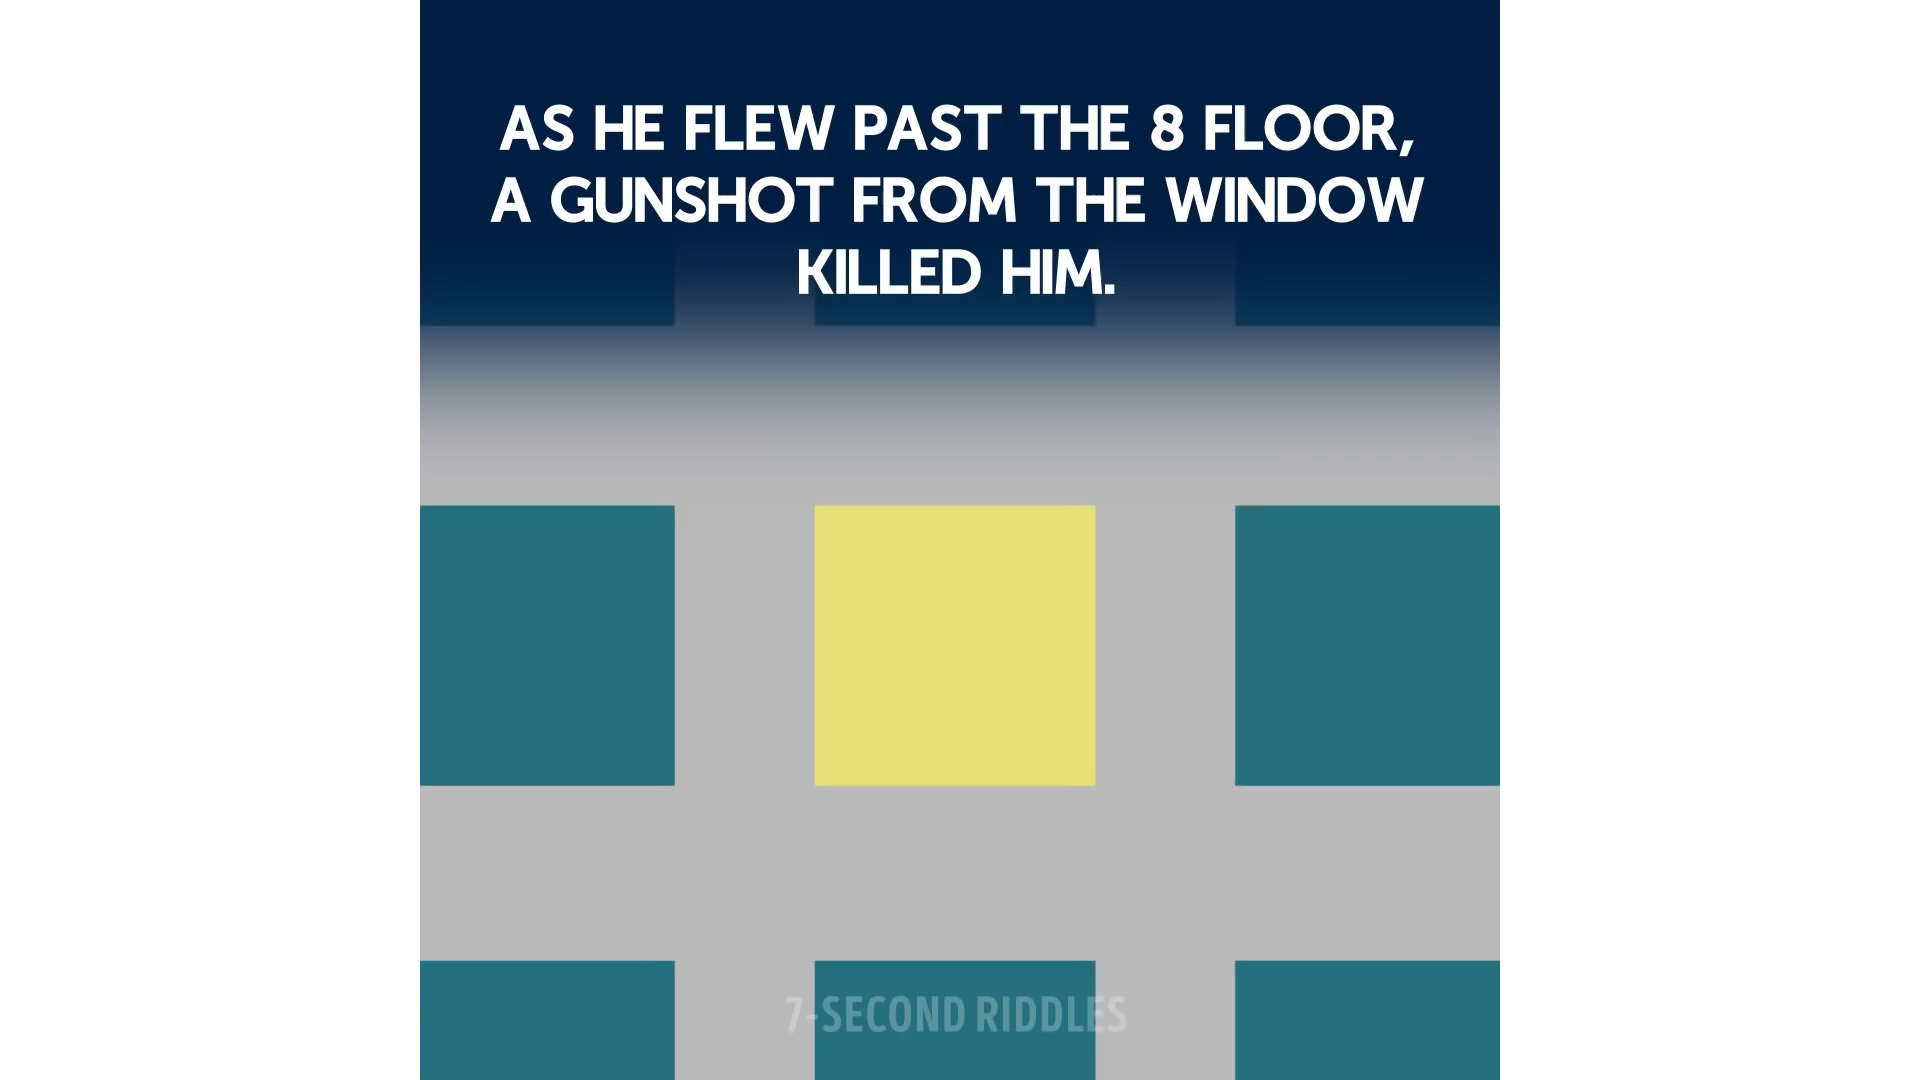 AS HE FLEW PAST THE 8 FLOOR,
A GUNSHOT FROM THE WINDOW
KILLED HIM.
7-SECOND RIDDLES